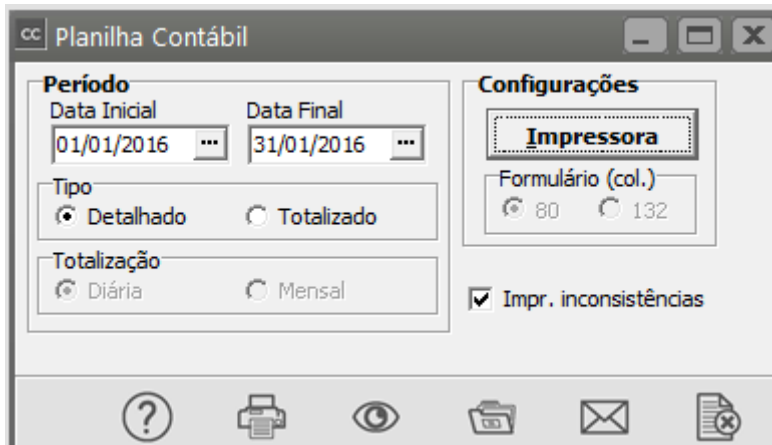 cc Planilha Contábil
Período
Data Inicial Data Final
01/01/2016 ... 31/01/2016 ...
Tipo
Detalhado Totalizado
Totalização
Diária Mensal
Configurações
Impressora
Formulário (col.)
80 132
Impr. inconsistências
?